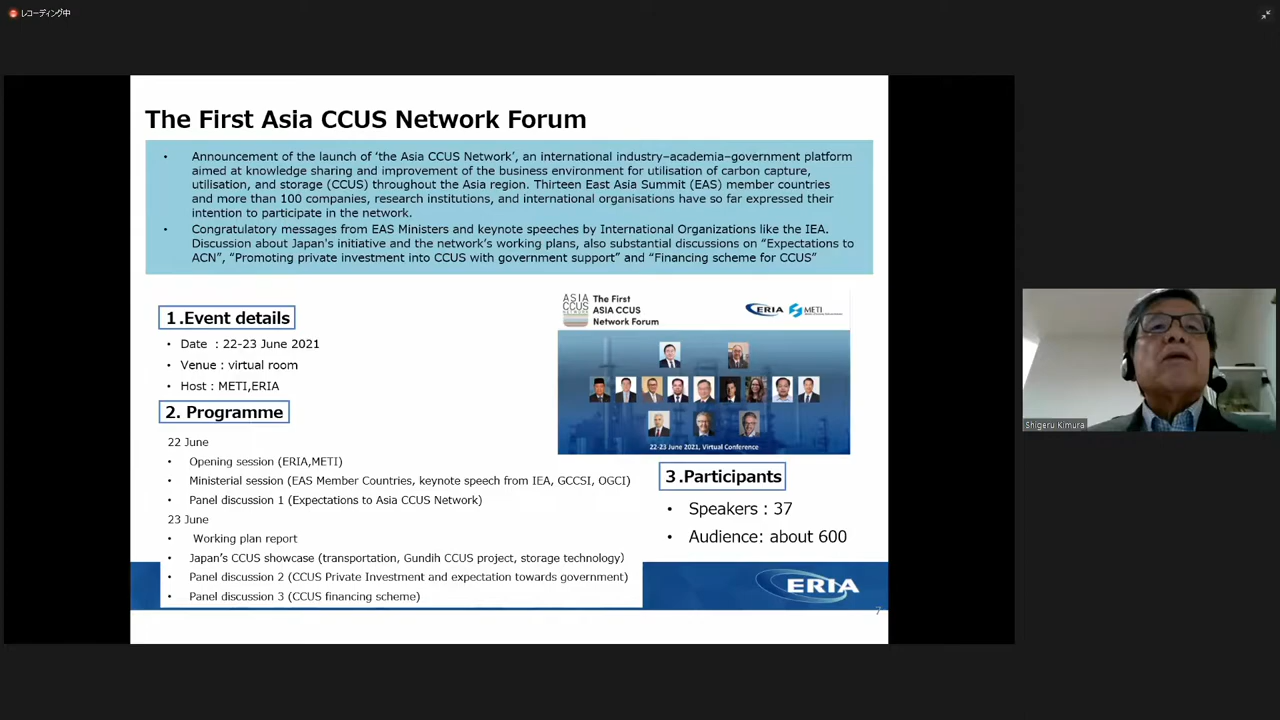 レコーディング中
The First Asia CCUS Network Forum
• Announcement of the launch of 'the Asia CCUS Network', an international industry–academia–government platform
aimed at knowledge sharing and improvement of the business environment for utilisation of carbon capture,
utilisation, and storage (CCUS) throughout the Asia region. Thirteen East Asia Summit (EAS) member countries
and more than 100 companies, research institutions, and international organisations have so far expressed their
intention to participate in the network.
• Congratulatory messages from EAS Ministers and keynote speeches by International Organizations like the IEA.
Discussion about Japan's initiative and the network's working plans, also substantial discussions on "Expectations to
ACN", "Promoting private investment into CCUS with government support" and "Financing scheme for CCUS"
1.Event details
• Date : 22-23 June 2021
• Venue : virtual room
• Host : METI,ERIA
2. Programme
22 June
• Opening session (ERIA,METI)
• Ministerial session (EAS Member Countries, keynote speech from IEA, GCCSI, OGCI)
• Panel discussion 1 (Expectations to Asia CCUS Network)
23 June
• Working plan report
• Japan's CCUS showcase (transportation, Gundih CCUS project, storage technology)
• Panel discussion 2 (CCUS Private Investment and expectation towards government)
• Panel discussion 3 (CCUS financing scheme)
ASIA
CCUS
NETWORK
The First
ASIA CCUS
Network Forum
ERIA
METI
22-23 June 2021, Virtual Conference
3.Participants
• Speakers : 37
• Audience: about 600
ERIA
7
Shigeru Kimura